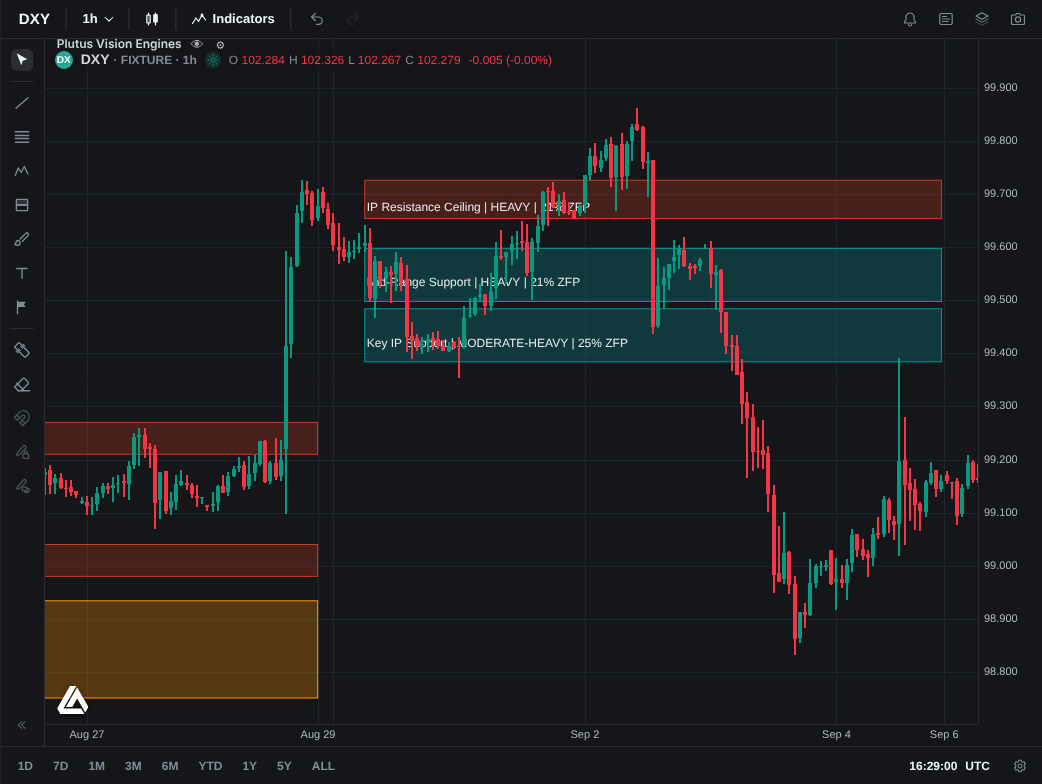 DXY 1h Indicators
Plutus Vision Engines
DX DXY · FIXTURE · 1h O 102.284 H 102.326 L 102.267 C 102.279 -0.005 (-0.00%)
99.900
99.800
99.700
IP Resistance Ceiling | HEAVY | 21% ZFP
99.600
Mid-Range Support | HEAVY | 21% ZFP
99.500
Key IP Support | MODERATE-HEAVY | 25% ZFP
99.400
99.300
99.200
99.100
99.000
98.900
98.800
Aug 27 Aug 29 Sep 2 Sep 4 Sep 6
1D 7D 1M 3M 6M YTD 1Y 5Y ALL 16:29:00 UTC